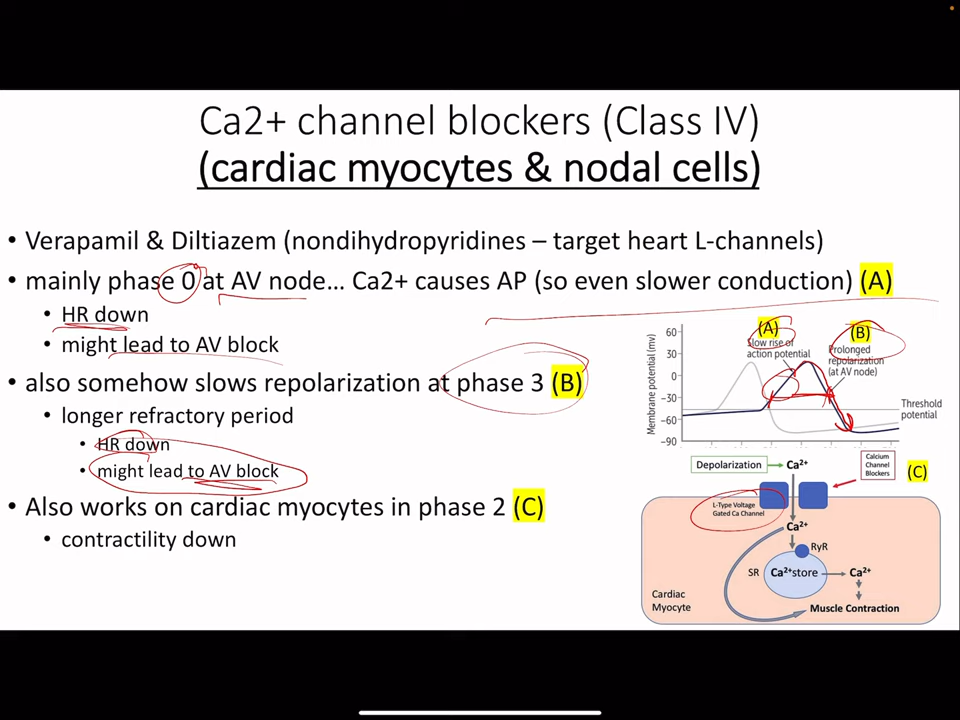 Ca2+ channel blockers (Class IV)
(cardiac myocytes & nodal cells)
• Verapamil & Diltiazem (nondihydropyridines – target heart L-channels)
• mainly phase 0 at AV node… Ca2+ causes AP (so even slower conduction) (A)
• HR down
• might lead to AV block
• also somehow slows repolarization at phase 3 (B)
• longer refractory period
• HR down
• might lead to AV block
• Also works on cardiac myocytes in phase 2 (C)
• contractility down
Membrane potential (mv)
60
30
0
−30
−60
−90
(A)
Slow rise of
action potential
(B)
Prolonged
repolarization
(at AV node)
Threshold
potential
Depolarization
Ca2+
Calcium
Channel
Blockers
(C)
L-Type Voltage
Gated Ca Channel
Ca2+
RyR
SR
Ca2+store
Ca2+
Cardiac
Myocyte
Muscle Contraction